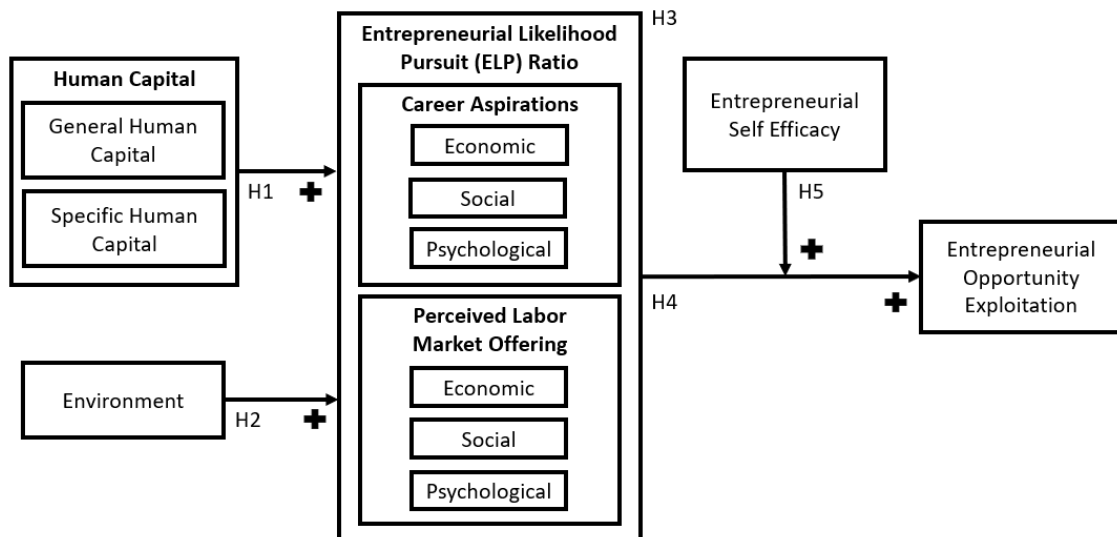 Human Capital
General Human
Capital
Specific Human
Capital
H1
Environment
H2
Entrepreneurial Likelihood
Pursuit (ELP) Ratio
Career Aspirations
Economic
Social
Psychological
Perceived Labor
Market Offering
Economic
Social
Psychological
H3
H4
Entrepreneurial
Self Efficacy
H5
Entrepreneurial
Opportunity
Exploitation